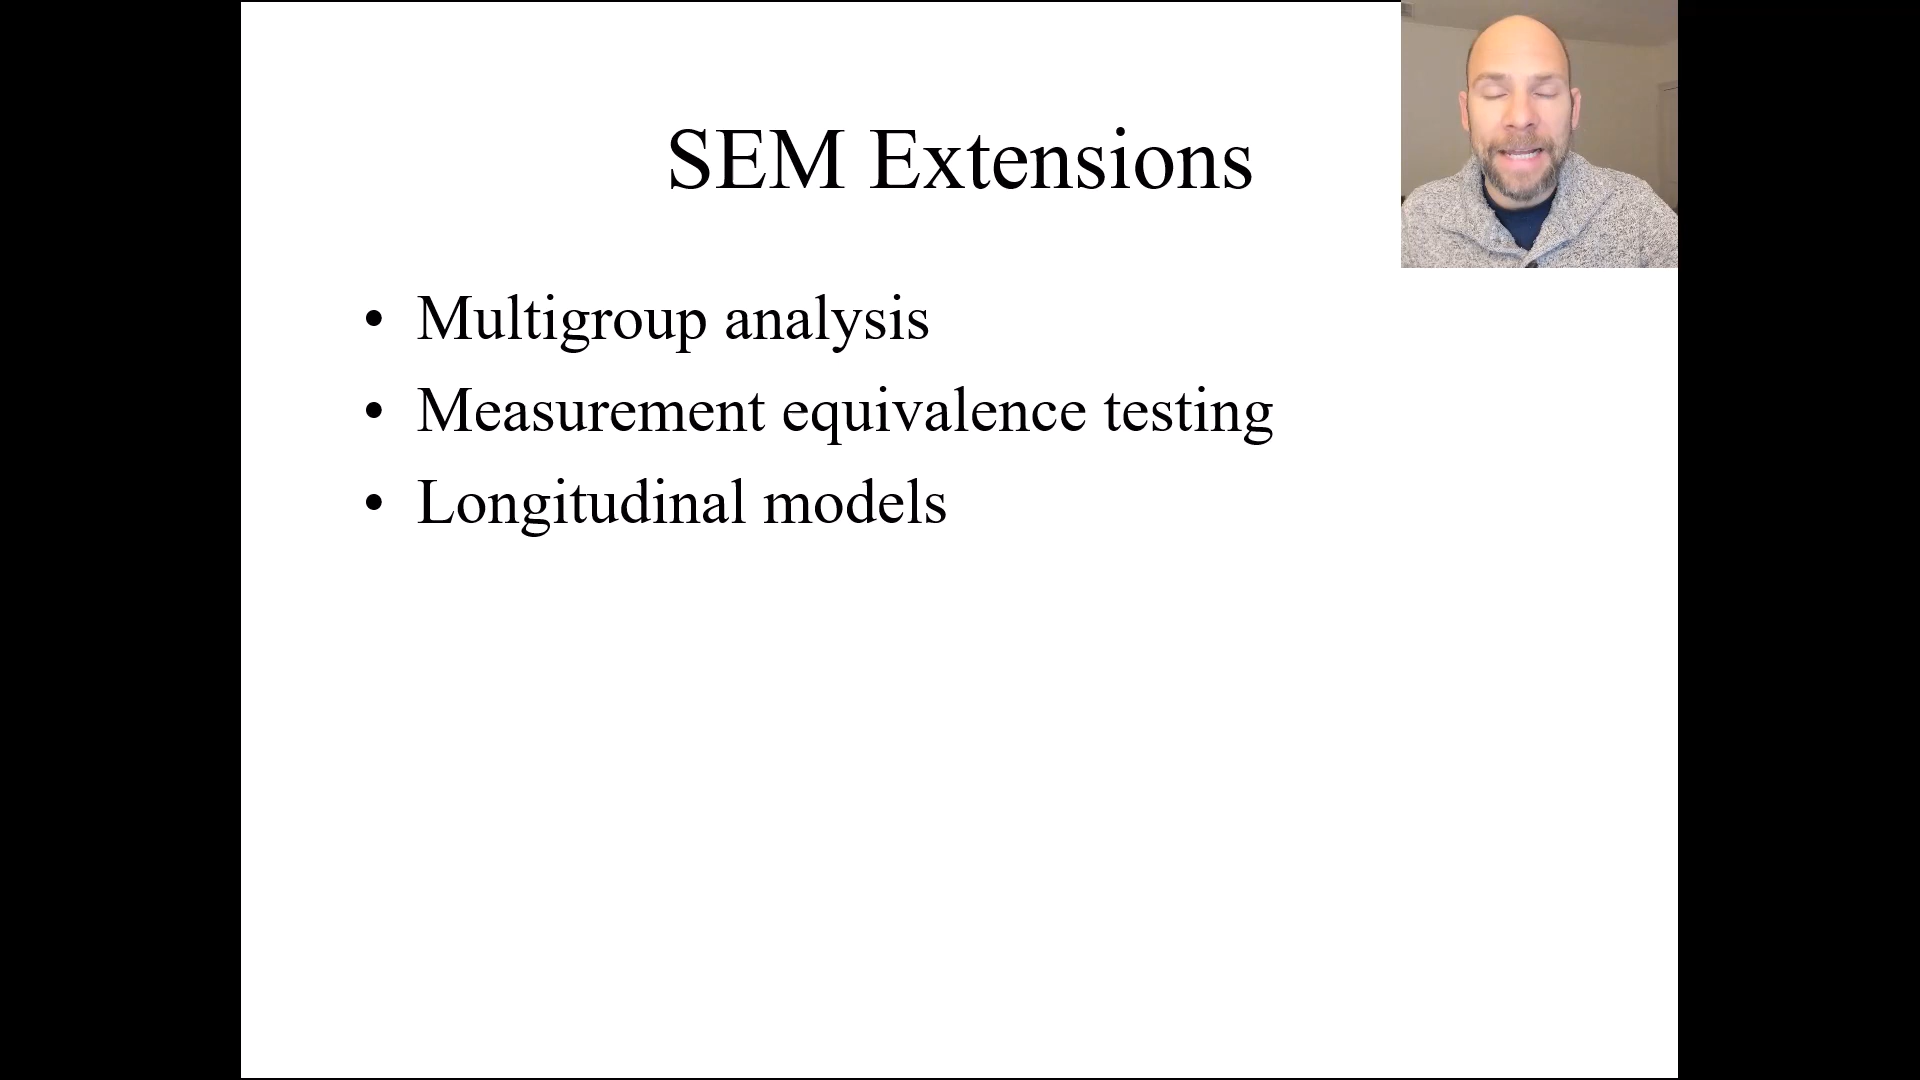 SEM Extensions
• Multigroup analysis
• Measurement equivalence testing
• Longitudinal models